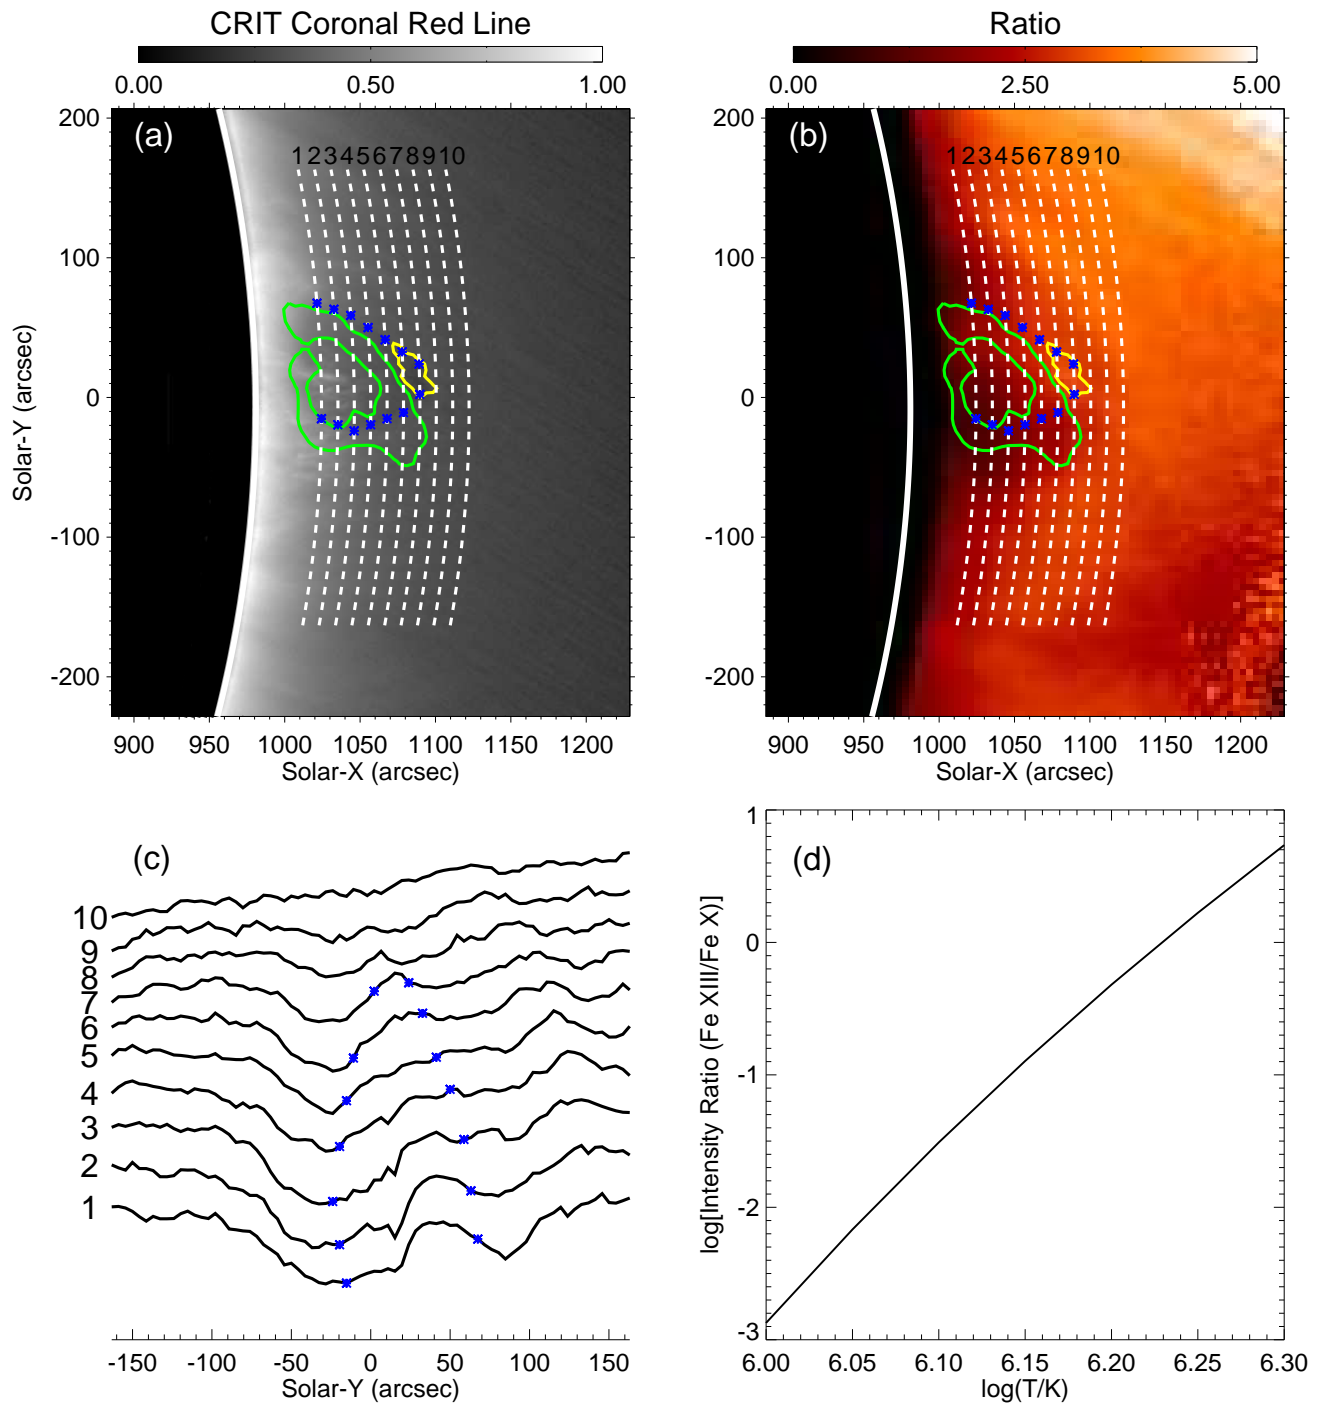 CRIT Coronal Red Line
0.00 0.50 1.00
(a)
12345678910
200
100
0
-100
-200
Solar-Y (arcsec)
900 950 1000 1050 1100 1150 1200
Solar-X (arcsec)
Ratio
0.00 2.50 5.00
(b)
12345678910
200
100
0
-100
-200
900 950 1000 1050 1100 1150 1200
Solar-X (arcsec)
(c)
10
9
8
7
6
5
4
3
2
1
-150 -100 -50 0 50 100 150
Solar-Y (arcsec)
(d)
log[Intensity Ratio (Fe XIII/Fe X)]
1
0
-1
-2
-3
6.00 6.05 6.10 6.15 6.20 6.25 6.30
log(T/K)